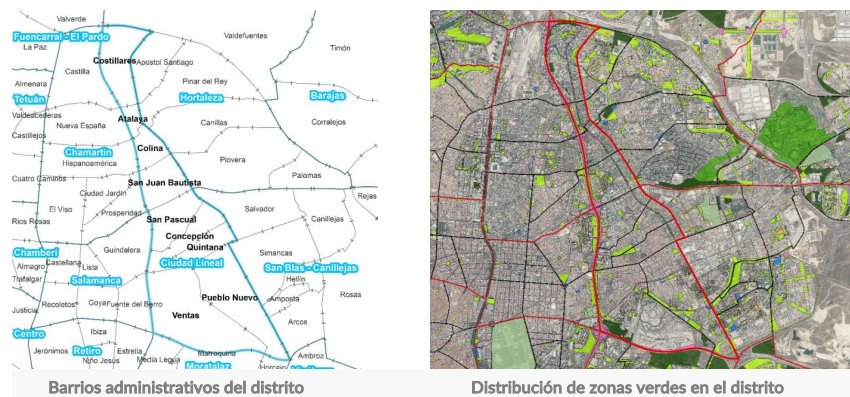 Valverde
Fuencarral - El Pardo
La Paz
Valdefuentes
Timón
Costillares
Apostol Santiago
Castilla
Pinar del Rey
Almenara
Tetuán
Hortaleza
Barajas
Valdeacederas
Atalaya
Corralejos
Nueva España
Canillas
Castillejos
Chamartín
Colina
Hispanoamérica
Piovera
Cuatro Caminos
San Juan Bautista
Palomas
Ciudad Jardín
Rejas
El Viso
Prosperidad
Salvador
Rios Rosas
San Pascual
Canillejas
Concepción
Guindalera
Quintana
Simancas
Chamberí
Castellana
Ciudad Lineal
San Blas - Canillejas
Almagro
Lista
Hellín
Trafalgar
Salamanca
Rosas
Recoletos
Goya
Fuente del Berro
Pueblo Nuevo
Amposta
Justicia
Ventas
Arcos
Centro
Ibiza
Jerónimos
Retiro
Estrella
Marroquina
Ambroz
Niño Jesús
Media Legua
Moratalaz
Horcajo
Barrios administrativos del distrito
Distribución de zonas verdes en el distrito